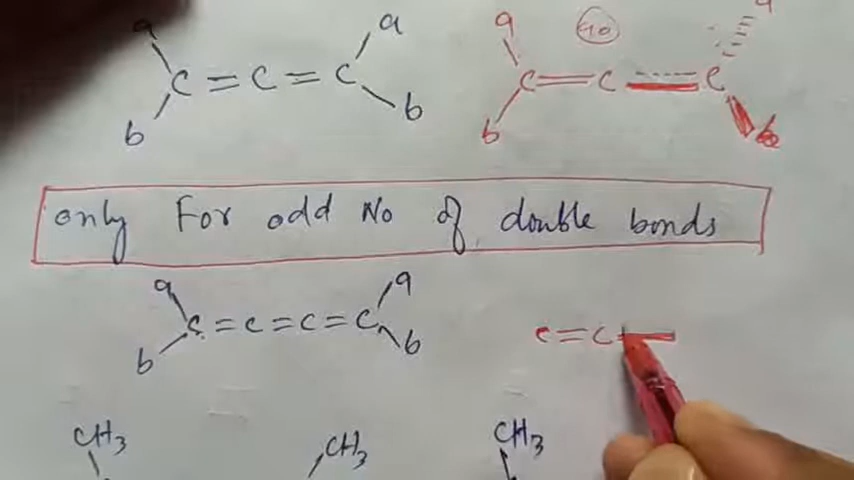 a a a 90 a
C = C = C C = C = C
b b b b
only For odd No of double bonds
a a
C = C = C = C C = C
b b
CH3 CH3 CH3